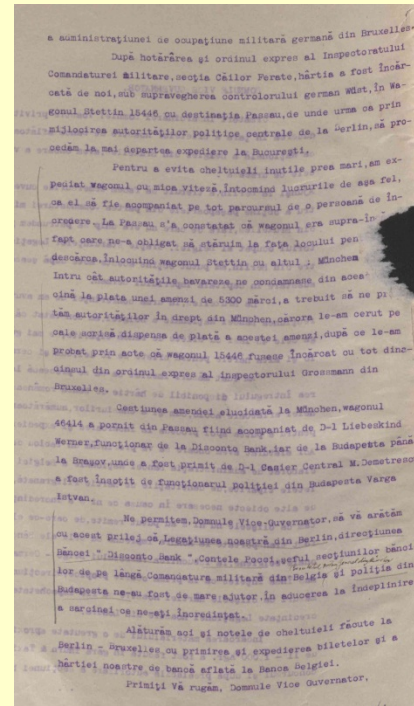 a administrațiunei de ocupațiune militară germană din Bruxelles.
După hotărârea și ordinul expres al Inspectoratului
Comandaturei militare, secția Căilor Ferate, hârtia a fost încăr-
cată de noi, sub supravegherea controlorului german Wüst, în Wa-
gonul Stettin 15446 cu destinația Passau, de unde urma ca prin
mijlocirea autorităților politice centrale de la Berlin, să pro-
cedăm la mai departea expediere la București.
Pentru a evita cheltuieli inutile prea mari, am ex-
pediat wagonul cu mica viteză, întocmind lucrurile de așa fel,
ca el să fie acompaniat pe tot parcursul de o persoană de în-
credere. La Passau s'a constatat că wagonul era supra-în
fapt care ne-a obligat să stăruim la fața locului pen
descărca, înlocuind wagonul Stettin cu altul : München
Intru cât autoritățile bavareze ne condamnase din
cină la plata unei amenzi de 5300 mărci, a trebuit să ne
tăm autorităților în drept din München, cărora le-am cerut pe
cale scrisă dispensa de plată a acestei amenzi, după ce le-am
probat prin acte că wagonul 15446 fusese încărcat cu tot din-
cinsul din ordinul expres al inspectorului Grossmann din
Bruxelles.
Cestiunea amendei elucidată la München, wagonul
46414 a pornit din Passau fiind acompaniat de D-l Liebeskind
Werner, funcționar de la Disconto Bank, iar de la Budapesta până
la Brașov, unde a fost primit de D-l Casier Central M. Demetrescu
a fost însoțit de funcționarul poliției din Budapesta Varga
Istvan.
Ne permitem, Domnule Vice-Guvernator, să vă arătăm
cu acest prilej că Legațiunea noastră din Berlin, direcțiunea
Băncei " Disconto Bank ", Contele Pocci, șeful secțiunilor bănci
lor de pe lângă Comandatura militară din Belgia și poliția din
Budapesta ne-au fost de mare ajutor, în aducerea la îndeplinire
a sarcinei ce ne-ați încredințat.
Alăturăm aci și notele de cheltuieli făcute la
Berlin - Bruxelles cu primirea și expedierea biletelor și a
hârtiei noastre de bancă aflată la Banca Belgiei.
Primiți Vă rugăm, Domnule Vice Guvernator,